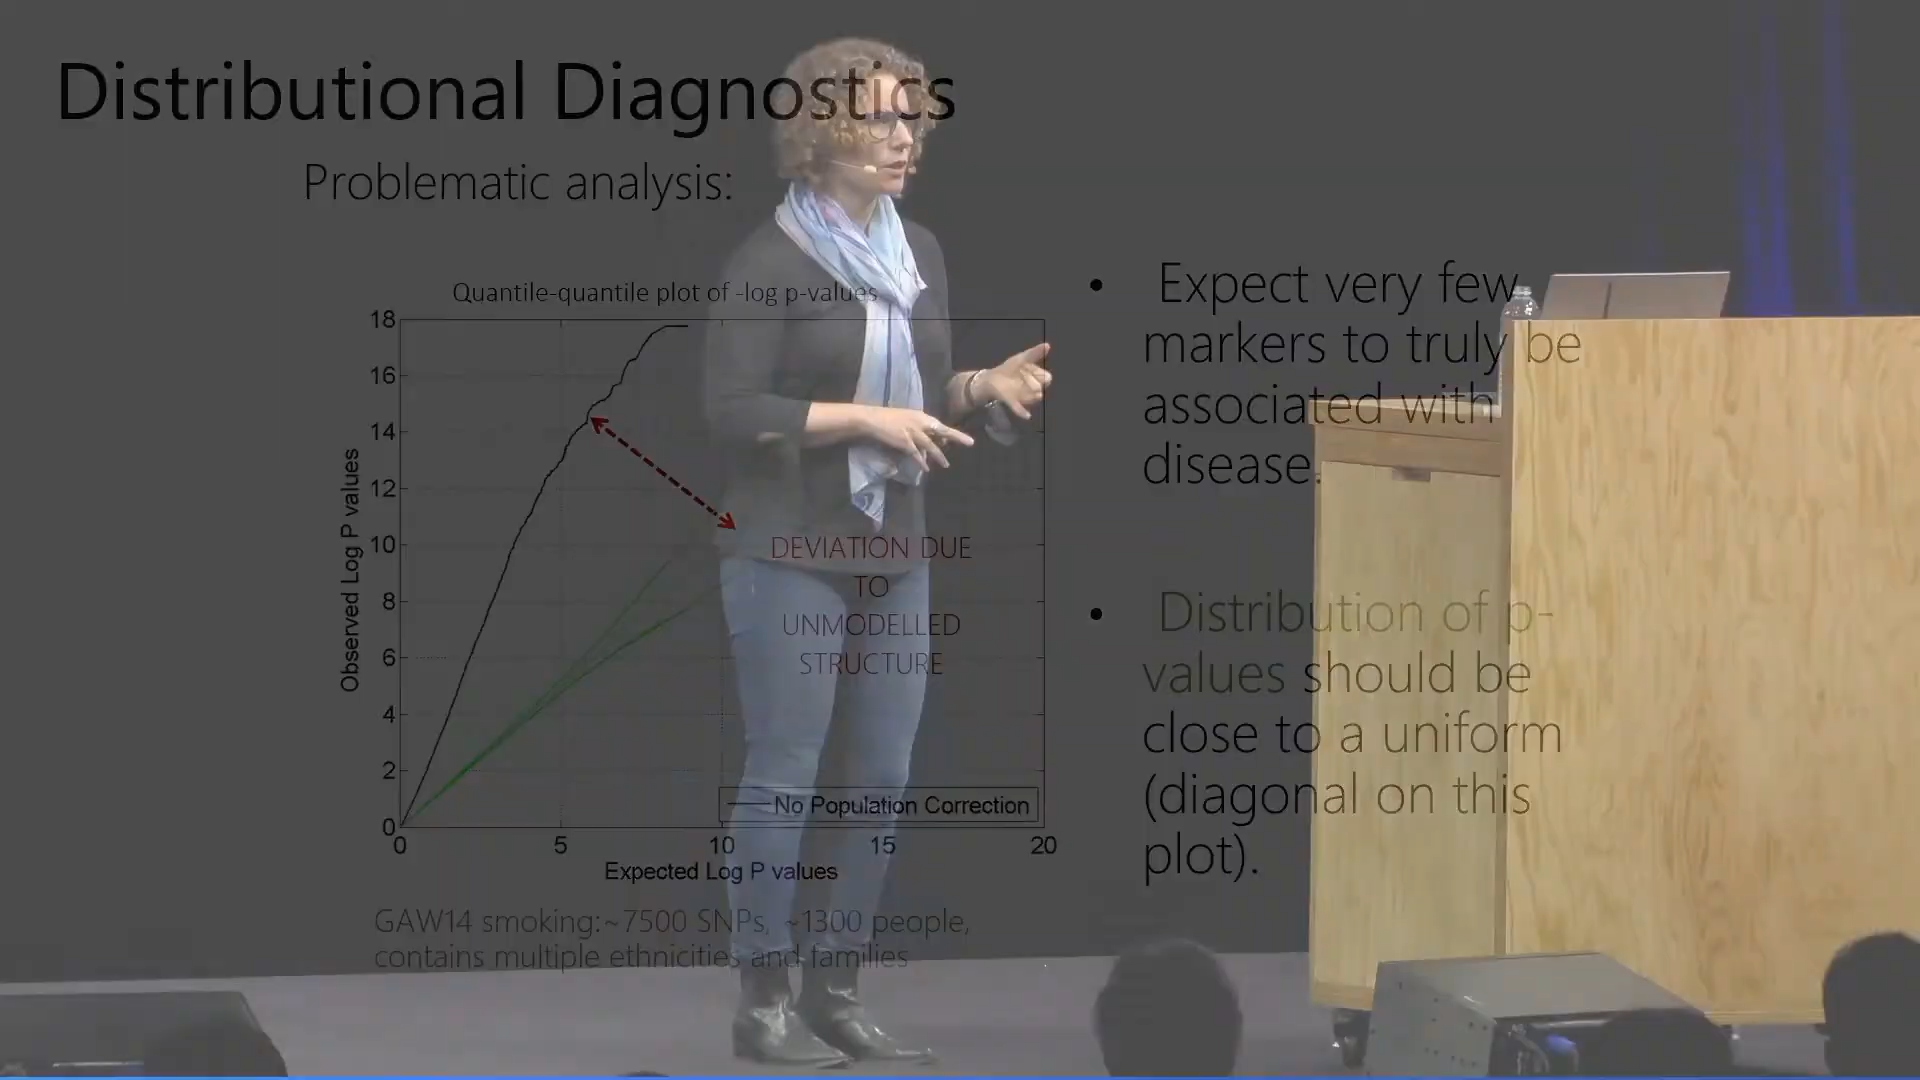 Distributional Diagnostics
Problematic analysis:
Quantile-quantile plot of -log p-values
18
16
14
12
10
8
6
4
2
0
Observed Log P values
0 5 10 15 20
Expected Log P values
DEVIATION DUE
TO
UNMODELLED
STRUCTURE
No Population Correction
GAW14 smoking:~7500 SNPs, ~1300 people,
contains multiple ethnicities and families
• Expect very few
markers to truly be
associated with
disease.
• Distribution of p-
values should be
close to a uniform
(diagonal on this
plot).